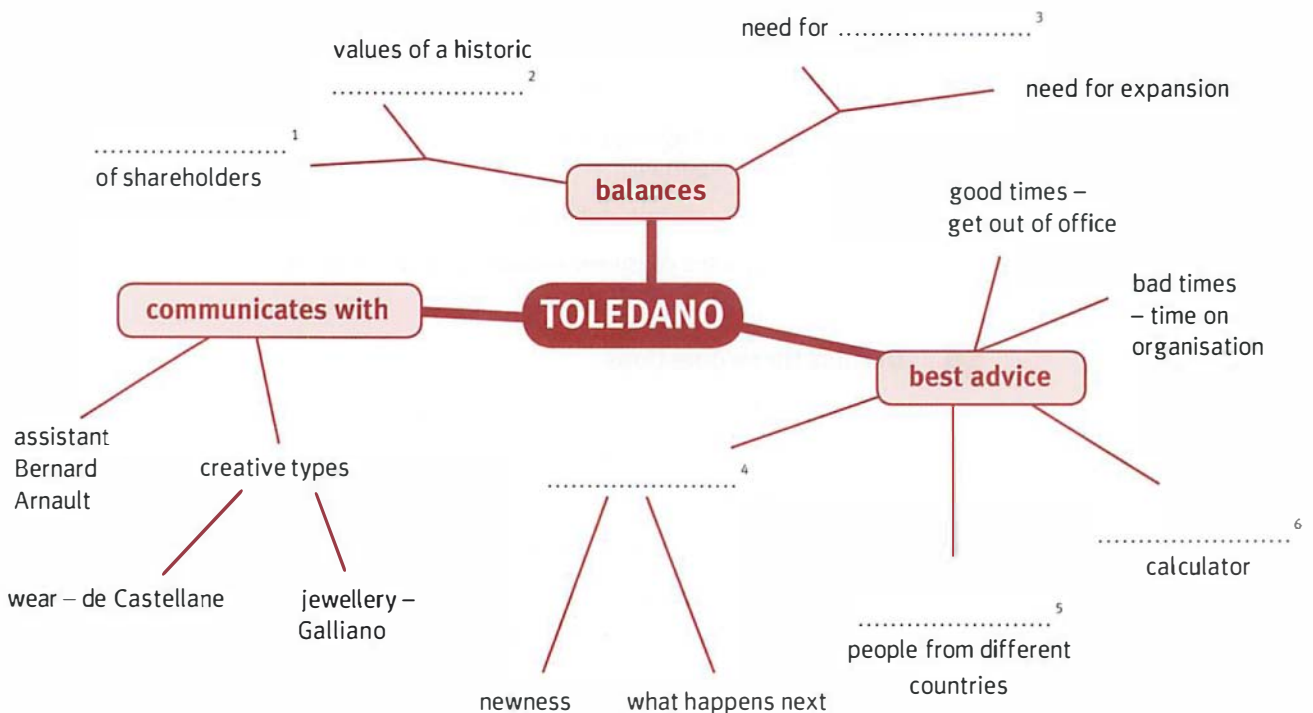 need for ........................ 3
values of a historic
........................ 2
need for expansion
........................ 1
of shareholders
balances
good times –
get out of office
communicates with
TOLEDANO
bad times
– time on
organisation
best advice
assistant
Bernard
Arnault
creative types
........................ 4
........................ 6
calculator
wear – de Castellane
jewellery –
Galliano
........................ 5
people from different
countries
newness
what happens next